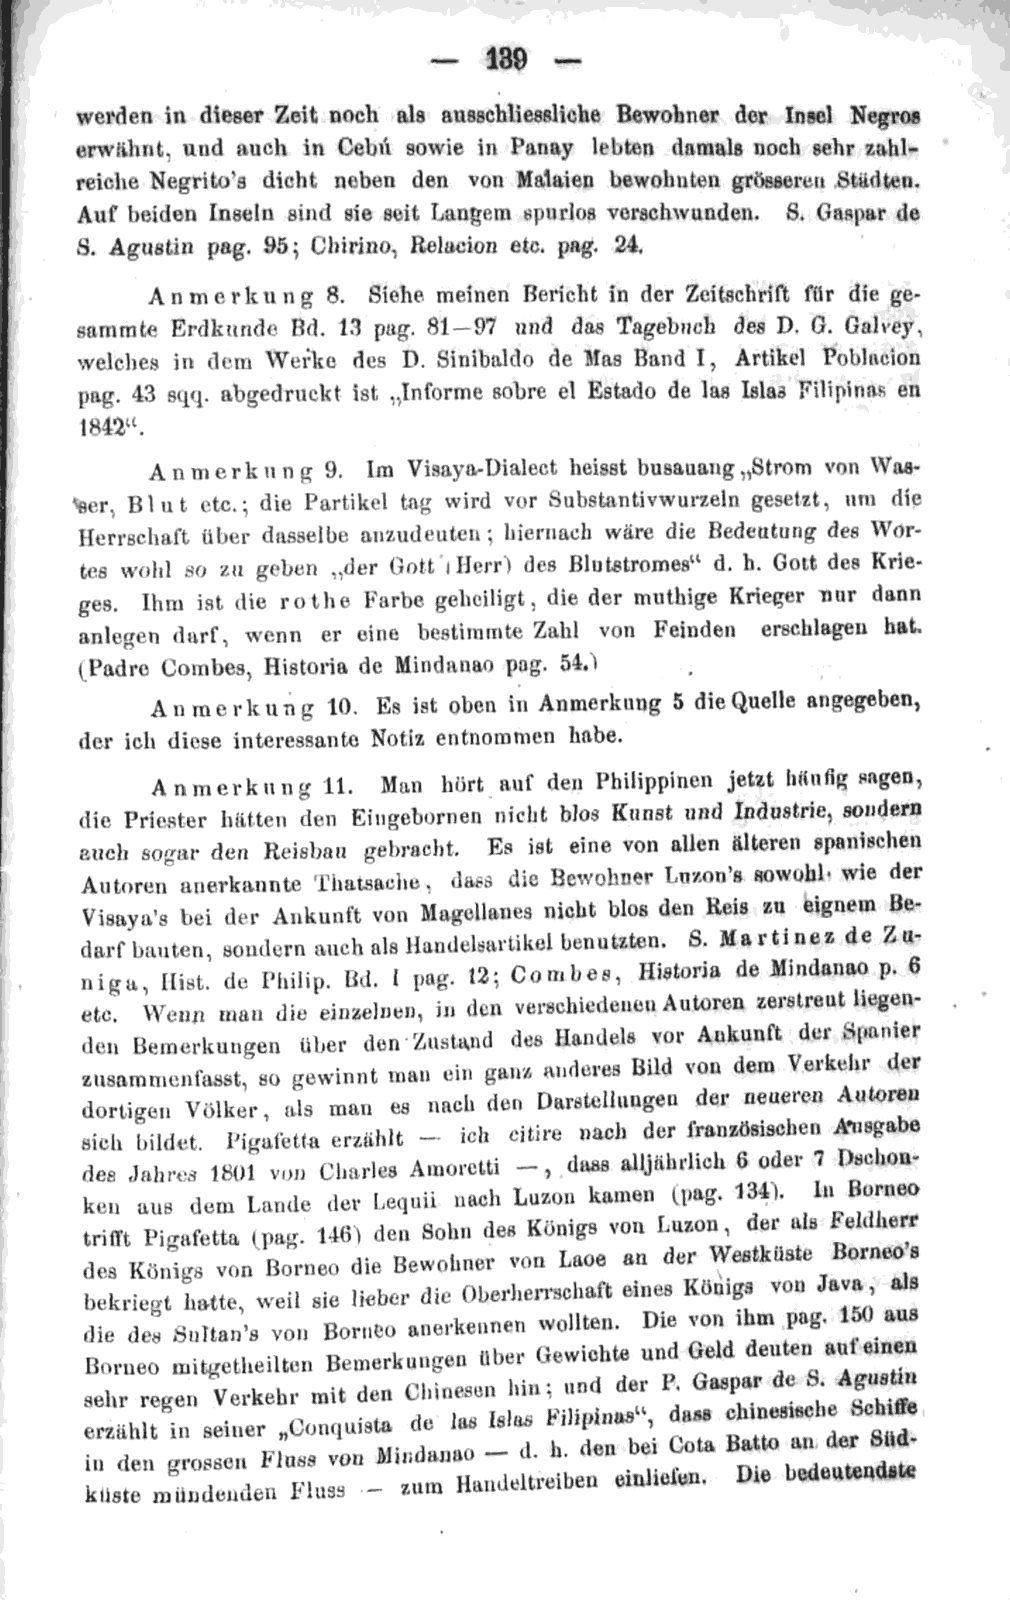 — 139 —
werden in dieser Zeit noch als ausschliessliche Bewohner der Insel Negros
erwähnt, und auch in Cebú sowie in Panay lebten damals noch sehr zahl-
reiche Negrito's dicht neben den von Malaien bewohnten grösseren Städten.
Auf beiden Inseln sind sie seit Langem spurlos verschwunden. S. Gaspar de
S. Agustin pag. 95; Chirino, Relacion etc. pag. 24.
Anmerkung 8. Siehe meinen Bericht in der Zeitschrift für die ge-
sammte Erdkunde Bd. 13 pag. 81—97 und das Tagebuch des D. G. Galvey,
welches in dem Werke des D. Sinibaldo de Mas Band I, Artikel Poblacion
pag. 43 sqq. abgedruckt ist „Informe sobre el Estado de las Islas Filipinas en
1842“.
Anmerkung 9. Im Visaya-Dialect heisst busauang „Strom von Was-
ser, Blut etc.; die Partikel tag wird vor Substantivwurzeln gesetzt, um die
Herrschaft über dasselbe anzudeuten; hiernach wäre die Bedeutung des Wor-
tes wohl so zu geben „der Gott (Herr) des Blutstromes“ d. h. Gott des Krie-
ges. Ihm ist die rothe Farbe geheiligt, die der muthige Krieger nur dann
anlegen darf, wenn er eine bestimmte Zahl von Feinden erschlagen hat.
(Padre Combes, Historia de Mindanao pag. 54.)
Anmerkung 10. Es ist oben in Anmerkung 5 die Quelle angegeben,
der ich diese interessante Notiz entnommen habe.
Anmerkung 11. Man hört auf den Philippinen jetzt häufig sagen,
die Priester hätten den Eingebornen nicht blos Kunst und Industrie, sondern
auch sogar den Reisbau gebracht. Es ist eine von allen älteren spanischen
Autoren anerkannte Thatsache, dass die Bewohner Luzon's sowohl wie der
Visaya's bei der Ankunft von Magellanes nicht blos den Reis zu eignem Be-
darf bauten, sondern auch als Handelsartikel benutzten. S. Martinez de Zu-
niga, Hist. de Philip. Bd. I pag. 12; Combes, Historia de Mindanao p. 6
etc. Wenn man die einzelnen, in den verschiedenen Autoren zerstreut liegen-
den Bemerkungen über den Zustand des Handels vor Ankunft der Spanier
zusammenfasst, so gewinnt man ein ganz anderes Bild von dem Verkehr der
dortigen Völker, als man es nach den Darstellungen der neueren Autoren
sich bildet. Pigafetta erzählt — ich citire nach der französischen Ausgabe
des Jahres 1801 von Charles Amoretti —, dass alljährlich 6 oder 7 Dschon-
ken aus dem Lande der Lequii nach Luzon kamen (pag. 134). In Borneo
trifft Pigafetta (pag. 146) den Sohn des Königs von Luzon, der als Feldherr
des Königs von Borneo die Bewohner von Laoe an der Westküste Borneo's
bekriegt hatte, weil sie lieber die Oberherrschaft eines Königs von Java, als
die des Sultan's von Borneo anerkennen wollten. Die von ihm pag. 150 aus
Borneo mitgetheilten Bemerkungen über Gewichte und Geld deuten auf einen
sehr regen Verkehr mit den Chinesen hin; und der P. Gaspar de S. Agustin
erzählt in seiner „Conquista de las Islas Filipinas“, dass chinesische Schiffe
in den grossen Fluss von Mindanao — d. h. den bei Cota Batto an der Süd-
küste mündenden Fluss — zum Handeltreiben einliefen. Die bedeutendste